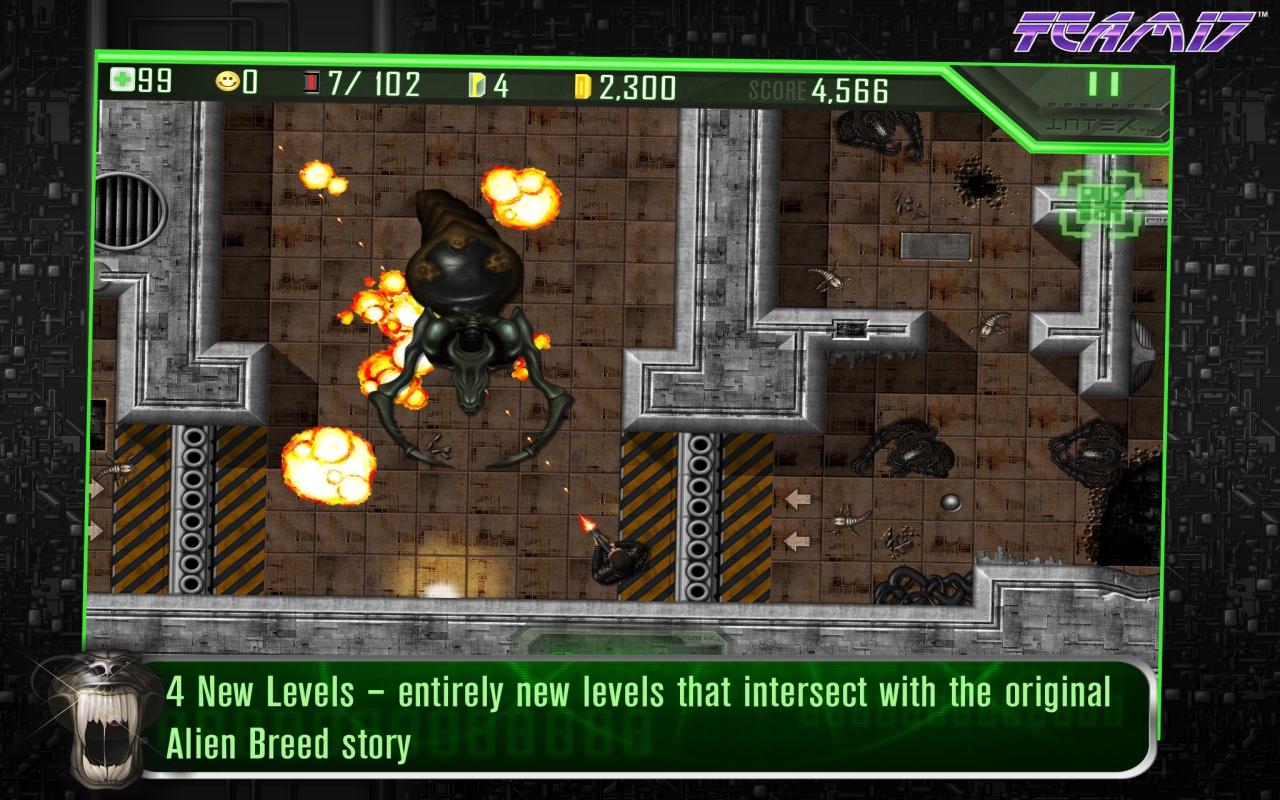 TEAM17™
99 0 7/ 102 4 2,300 SCORE 4,566
INTEX
4 New Levels – entirely new levels that intersect with the original
Alien Breed story